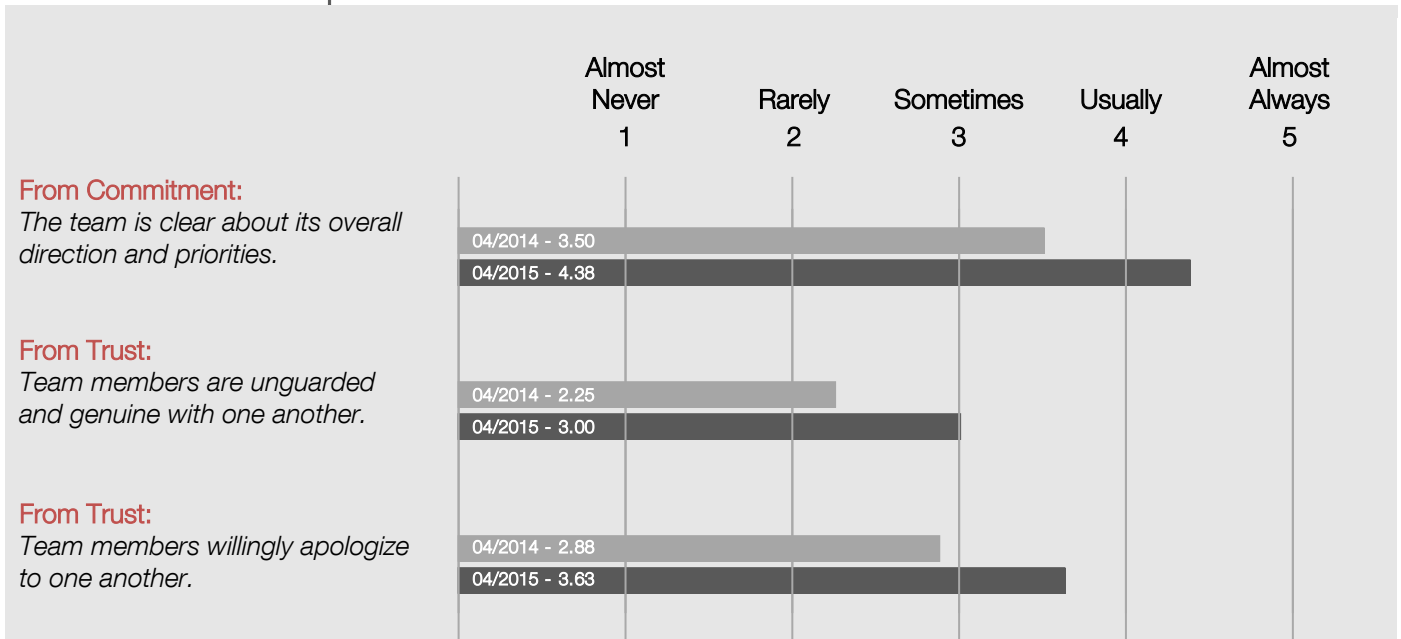 Almost
Never
1
Rarely
2
Sometimes
3
Usually
4
Almost
Always
5
From Commitment:
The team is clear about its overall
direction and priorities.
04/2014 - 3.50
04/2015 - 4.38
From Trust:
Team members are unguarded
and genuine with one another.
04/2014 - 2.25
04/2015 - 3.00
From Trust:
Team members willingly apologize
to one another.
04/2014 - 2.88
04/2015 - 3.63